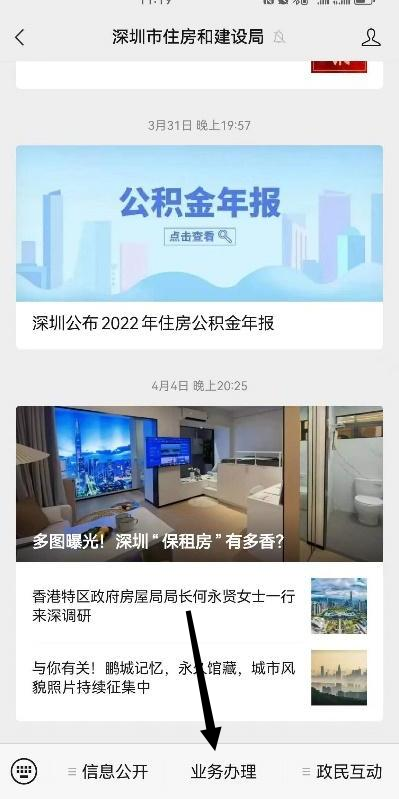 深圳市住房和建设局
3月31日 晚上19:57
公积金年报
点击查看
深圳公布2022年住房公积金年报
4月4日 晚上20:25
多图曝光！深圳“保租房”有多香？
香港特区政府房屋局局长何永贤女士一行
来深调研
与你有关！鹏城记忆，永久馆藏，城市风
貌照片持续征集中
信息公开
业务办理
政民互动